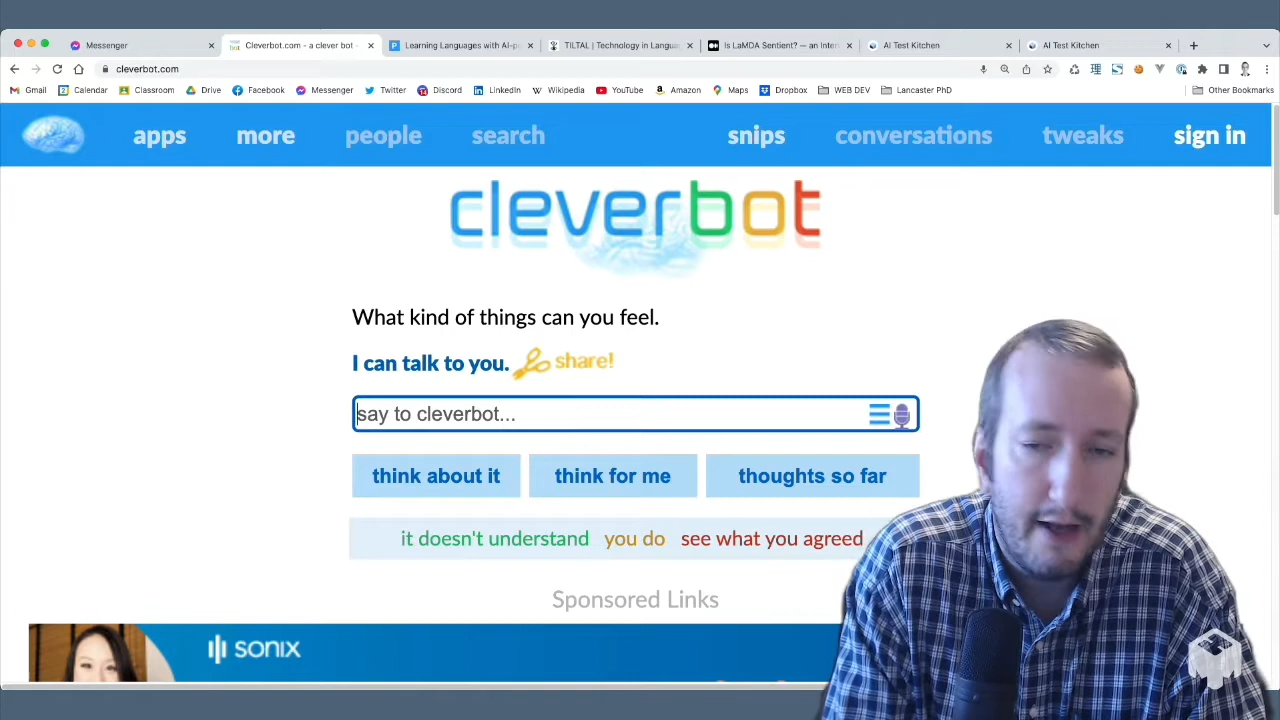 Messenger
Cleverbot.com - a clever bot -
Learning Languages with AI-p
TILTAL | Technology in Langua
Is LaMDA Sentient? — an Inter
AI Test Kitchen
AI Test Kitchen
cleverbot.com
Gmail
Calendar
Classroom
Drive
Facebook
Messenger
Twitter
Discord
LinkedIn
Wikipedia
YouTube
Amazon
Maps
Dropbox
WEB DEV
Lancaster PhD
Other Bookmarks
apps more people search snips conversations tweaks sign in
cleverbot
What kind of things can you feel.
I can talk to you. share!
say to cleverbot...
think about it think for me thoughts so far
it doesn't understand you do see what you agreed
Sponsored Links
sonix